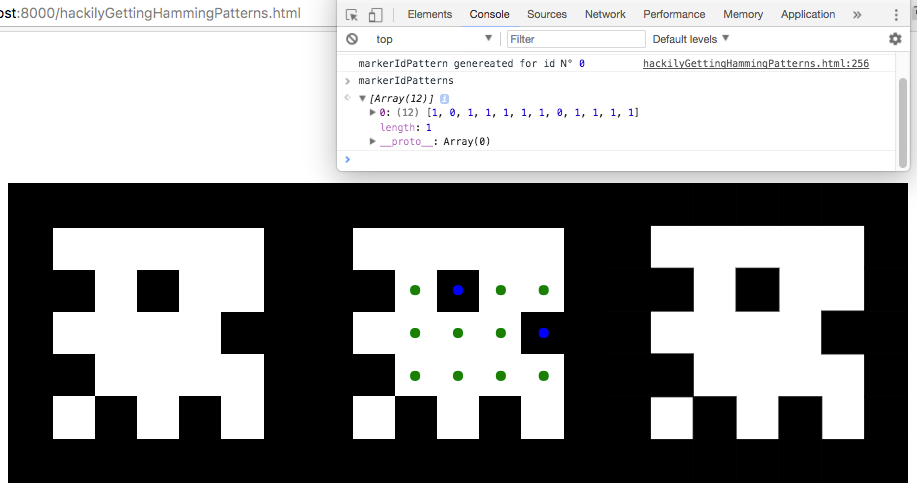 ost:8000/hackilyGettingHammingPatterns.html
Elements Console Sources Network Performance Memory Application »
top Filter Default levels
markerIdPattern genereated for id N° 0 hackilyGettingHammingPatterns.html:256
markerIdPatterns
[Array(12)]
0: (12) [1, 0, 1, 1, 1, 1, 1, 0, 1, 1, 1, 1]
length: 1
__proto__: Array(0)